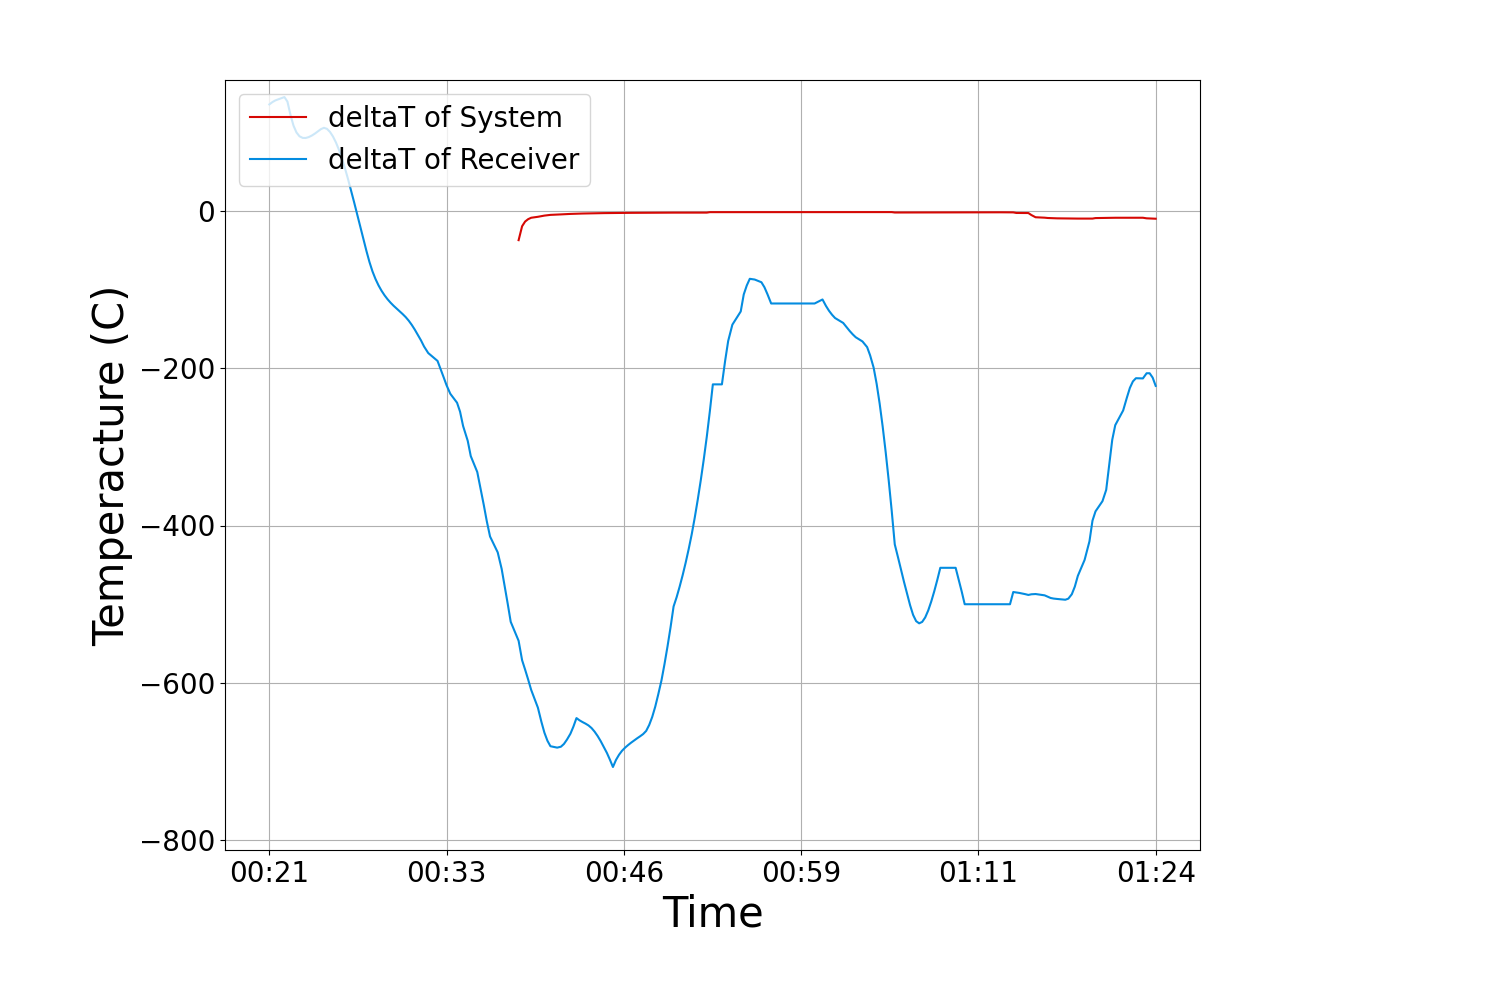 deltaT of System
deltaT of Receiver
0
−200
−400
−600
−800
Temperacture (C)
00:21 00:33 00:46 00:59 01:11 01:24
Time